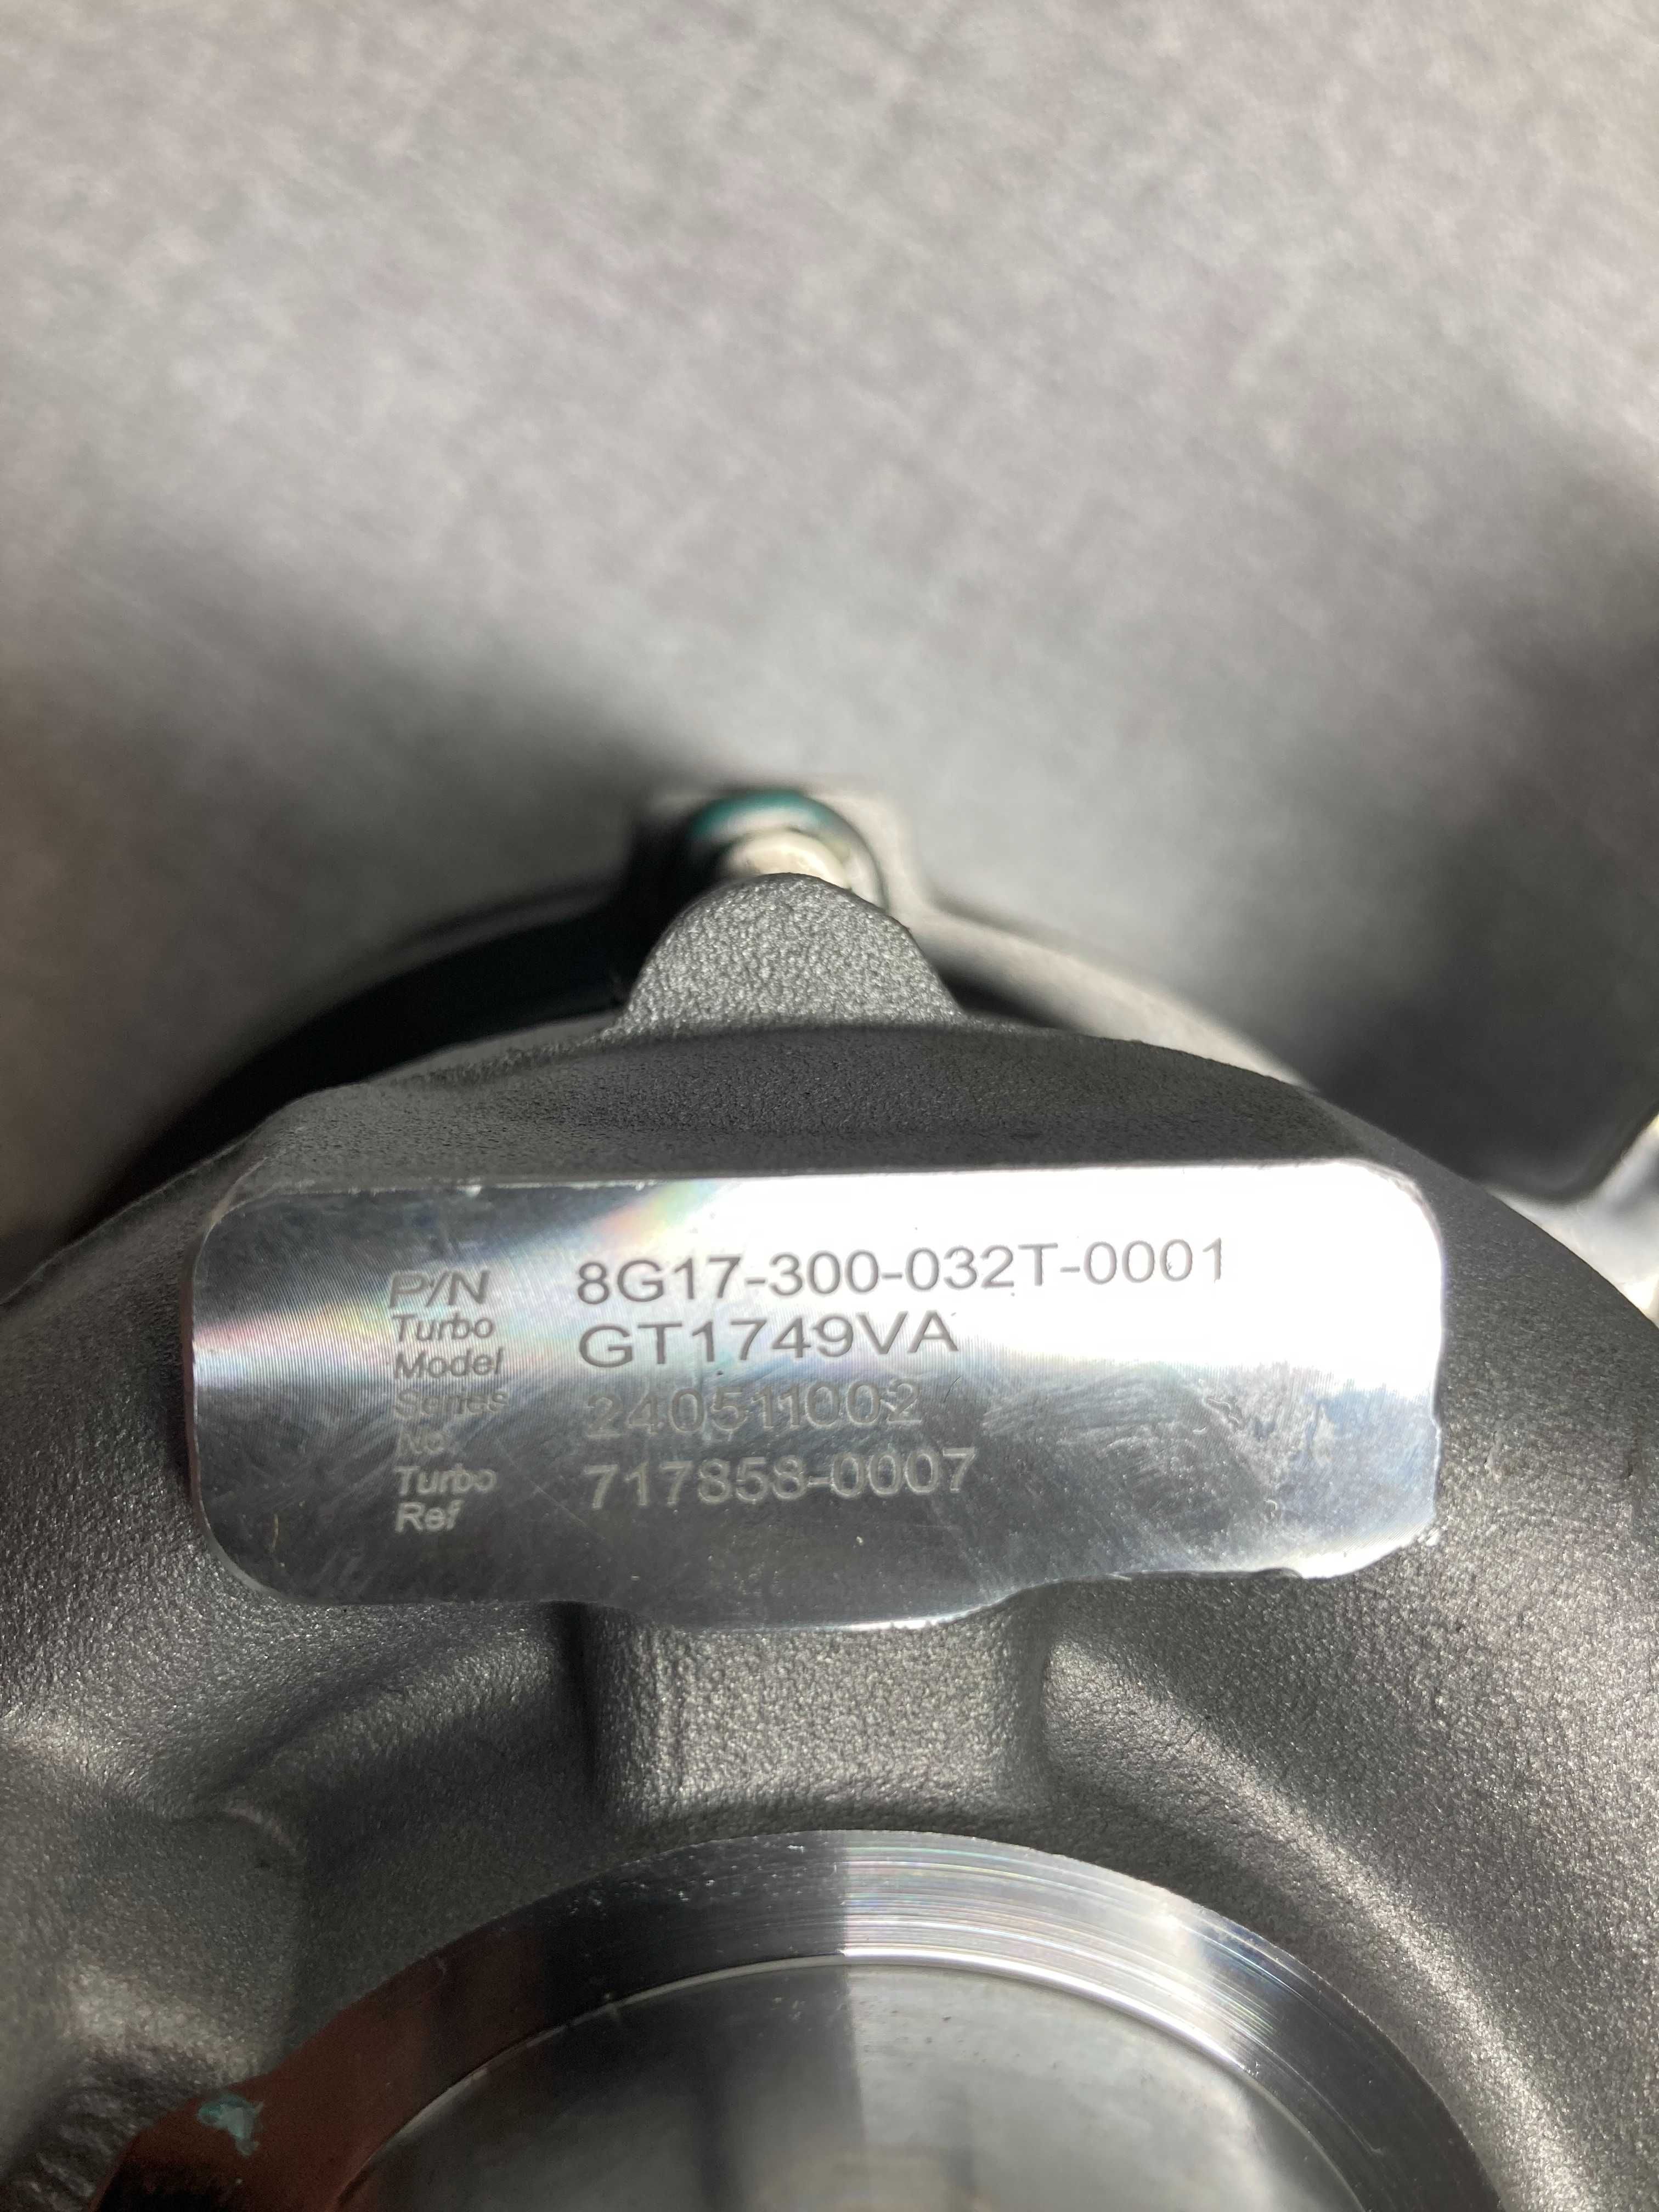 P/N 8G17-300-032T-0001
Turbo Model GT1749VA
Series No. 240511002
Turbo Ref 717858-0007